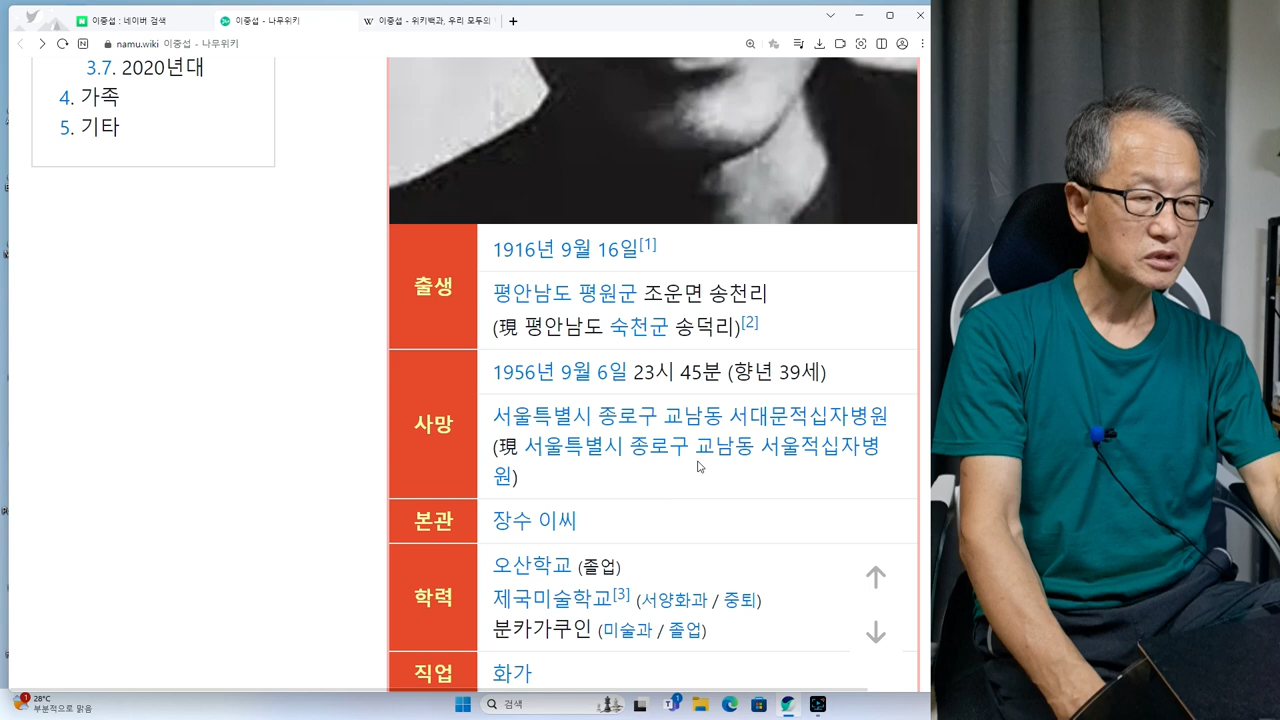 이중섭 : 네이버 검색
이중섭 - 나무위키
이중섭 - 위키백과, 우리 모두의
namu.wiki 이중섭 - 나무위키
3.7. 2020년대
4. 가족
5. 기타
출생
1916년 9월 16일[1]
평안남도 평원군 조운면 송천리
(現 평안남도 숙천군 송덕리)[2]
사망
1956년 9월 6일 23시 45분 (향년 39세)
서울특별시 종로구 교남동 서대문적십자병원
(現 서울특별시 종로구 교남동 서울적십자병
원)
본관
장수 이씨
학력
오산학교 (졸업)
제국미술학교[3] (서양화과 / 중퇴)
분카가쿠인 (미술과 / 졸업)
직업
화가
28°C
부분적으로 맑음
검색